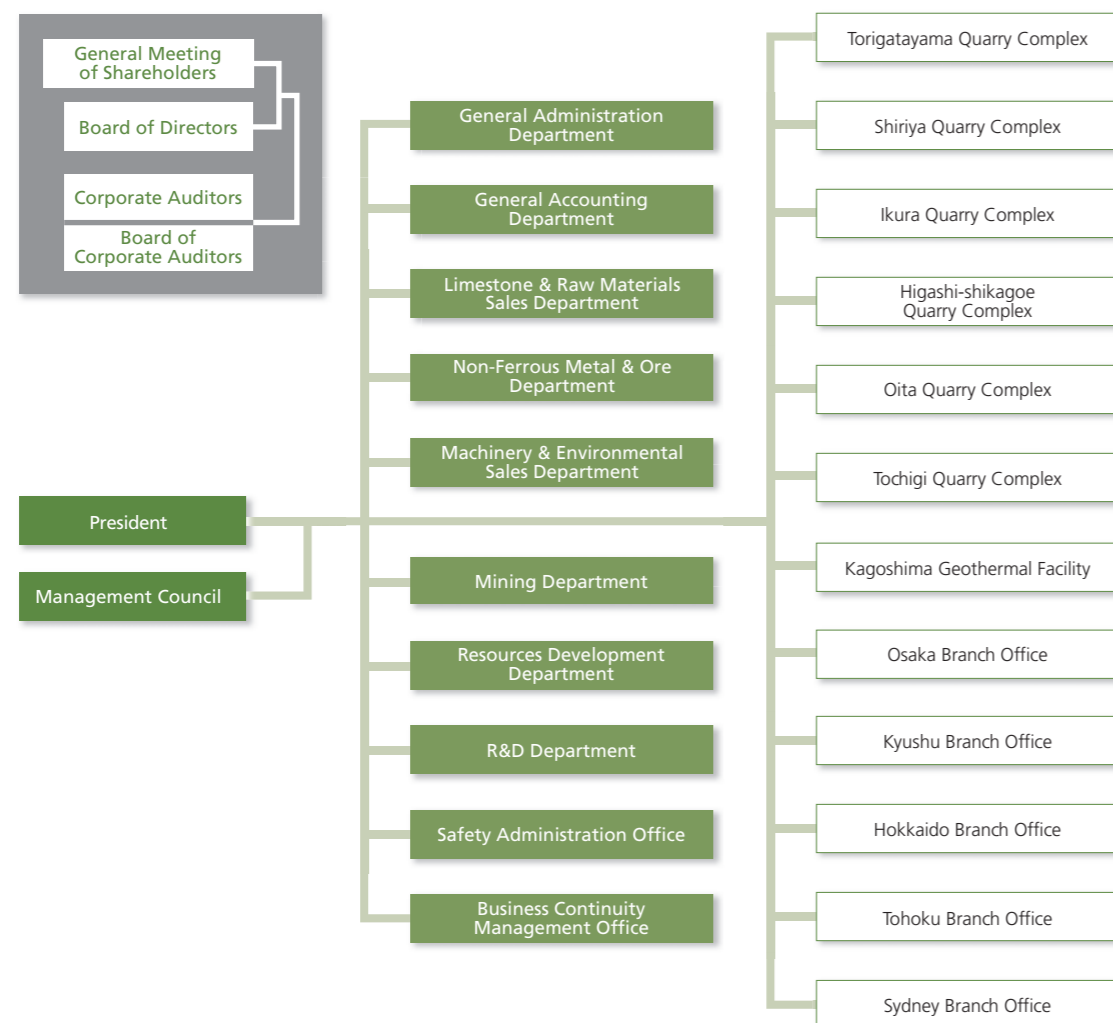 General Meeting
of Shareholders
Board of Directors
Corporate Auditors
Board of
Corporate Auditors
President
Management Council
General Administration
Department
General Accounting
Department
Limestone & Raw Materials
Sales Department
Non-Ferrous Metal & Ore
Department
Machinery & Environmental
Sales Department
Mining Department
Resources Development
Department
R&D Department
Safety Administration Office
Business Continuity
Management Office
Torigatayama Quarry Complex
Shiriya Quarry Complex
Ikura Quarry Complex
Higashi-shikagoe
Quarry Complex
Oita Quarry Complex
Tochigi Quarry Complex
Kagoshima Geothermal Facility
Osaka Branch Office
Kyushu Branch Office
Hokkaido Branch Office
Tohoku Branch Office
Sydney Branch Office